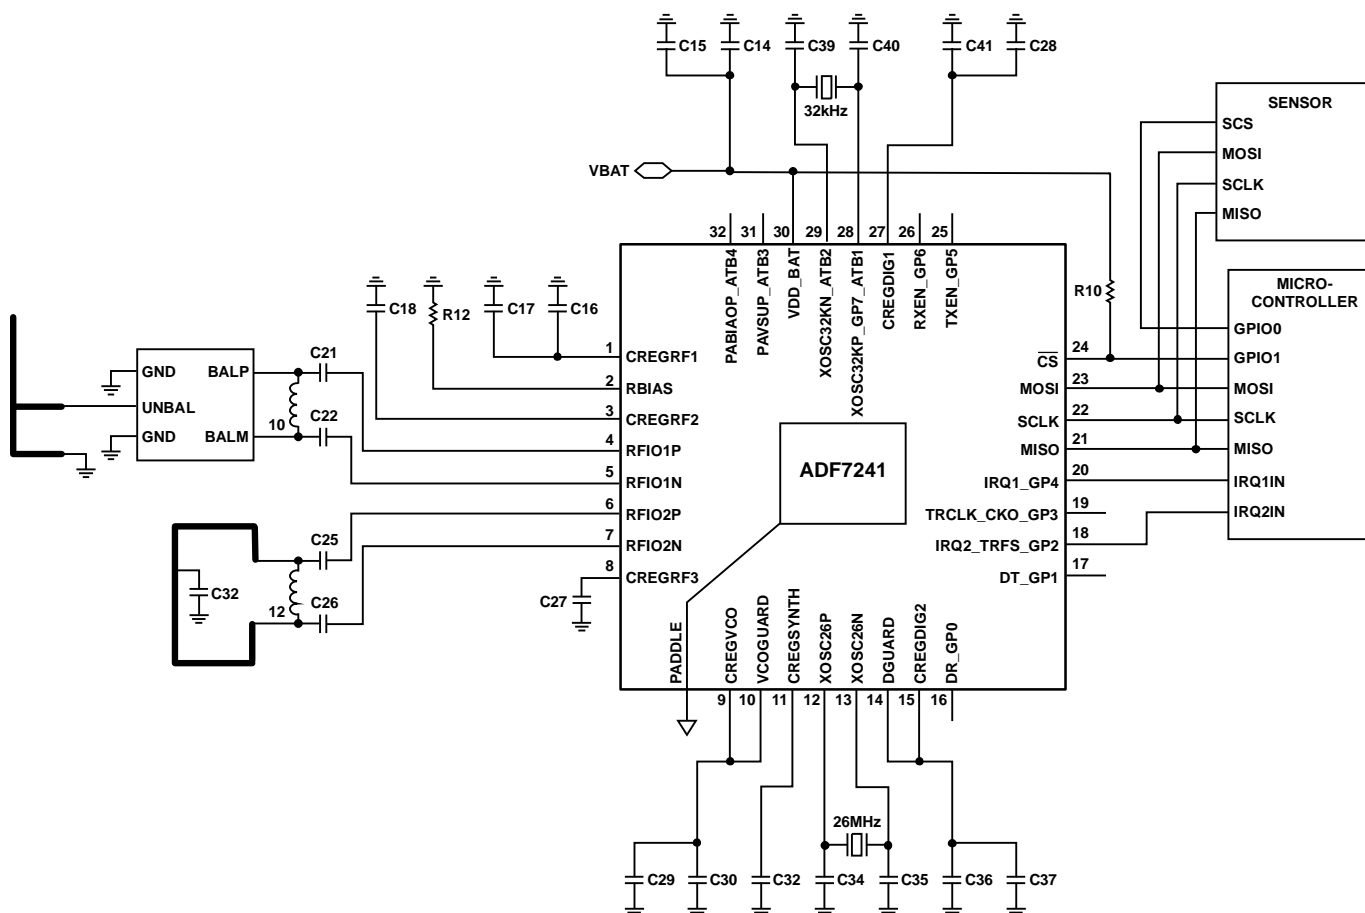 C15
C14
C39
C40
C41
C28
32kHz
VBAT
SENSOR
SCS
MOSI
SCLK
MISO
32
31
30
29
28
27
26
25
PABIAOP_ATB4
PAVSUP_ATB3
VDD_BAT
XOSC32KN_ATB2
XOSC32KP_GP7_ATB1
CREGDIG1
RXEN_GP6
TXEN_GP5
R10
MICRO-
CONTROLLER
GPIO0
GPIO1
MOSI
SCLK
MISO
IRQ1IN
IRQ2IN
C18
R12
C17
C16
1 CREGRF1
2 RBIAS
3 CREGRF2
4 RFIO1P
5 RFIO1N
6 RFIO2P
7 RFIO2N
8 CREGRF3
GND
BALP
UNBAL
GND
BALM
C21
C22
10
C25
C26
12
C32
C27
ADF7241
CS 24
MOSI 23
SCLK 22
MISO 21
IRQ1_GP4 20
TRCLK_CKO_GP3 19
IRQ2_TRFS_GP2 18
DT_GP1 17
PADDLE
CREGVCO
VCOGUARD
CREGSYNTH
XOSC26P
XOSC26N
DGUARD
CREGDIG2
DR_GP0
9
10
11
12
13
14
15
16
26MHz
C29
C30
C32
C34
C35
C36
C37